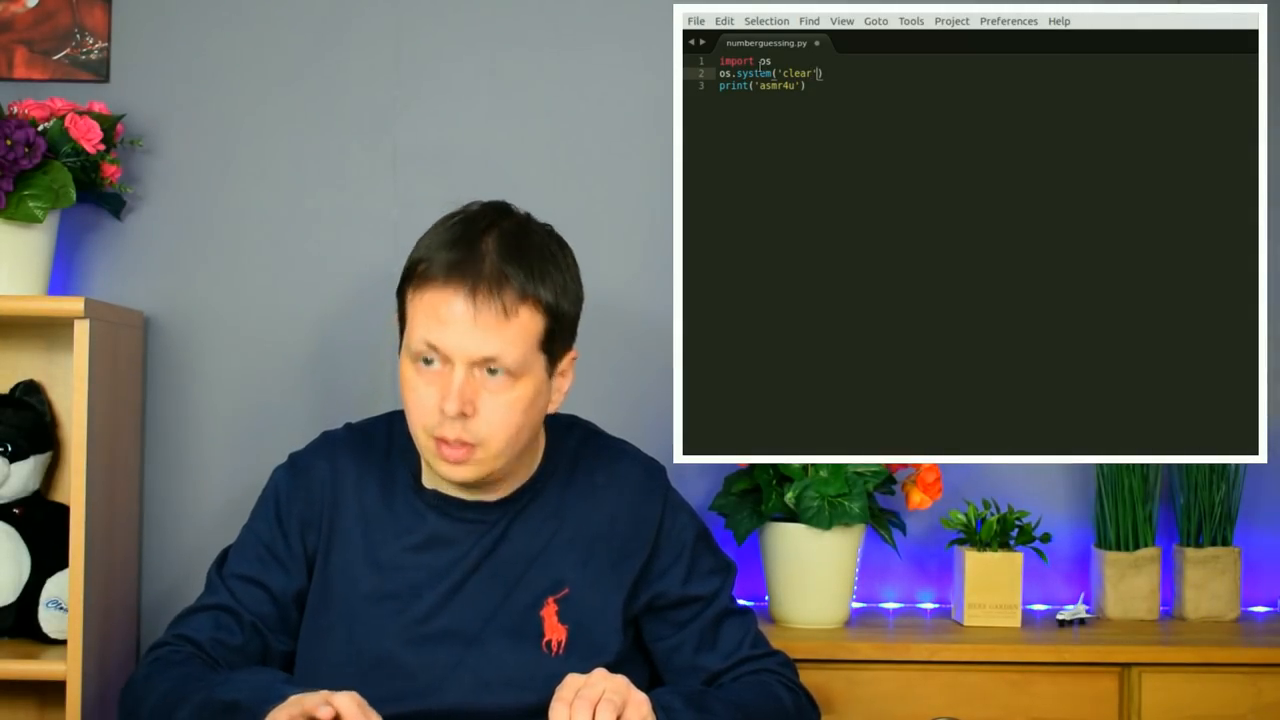 File Edit Selection Find View Goto Tools Project Preferences Help
numberguessing.py
1 import os
2 os.system('clear')
3 print('asmr4u')